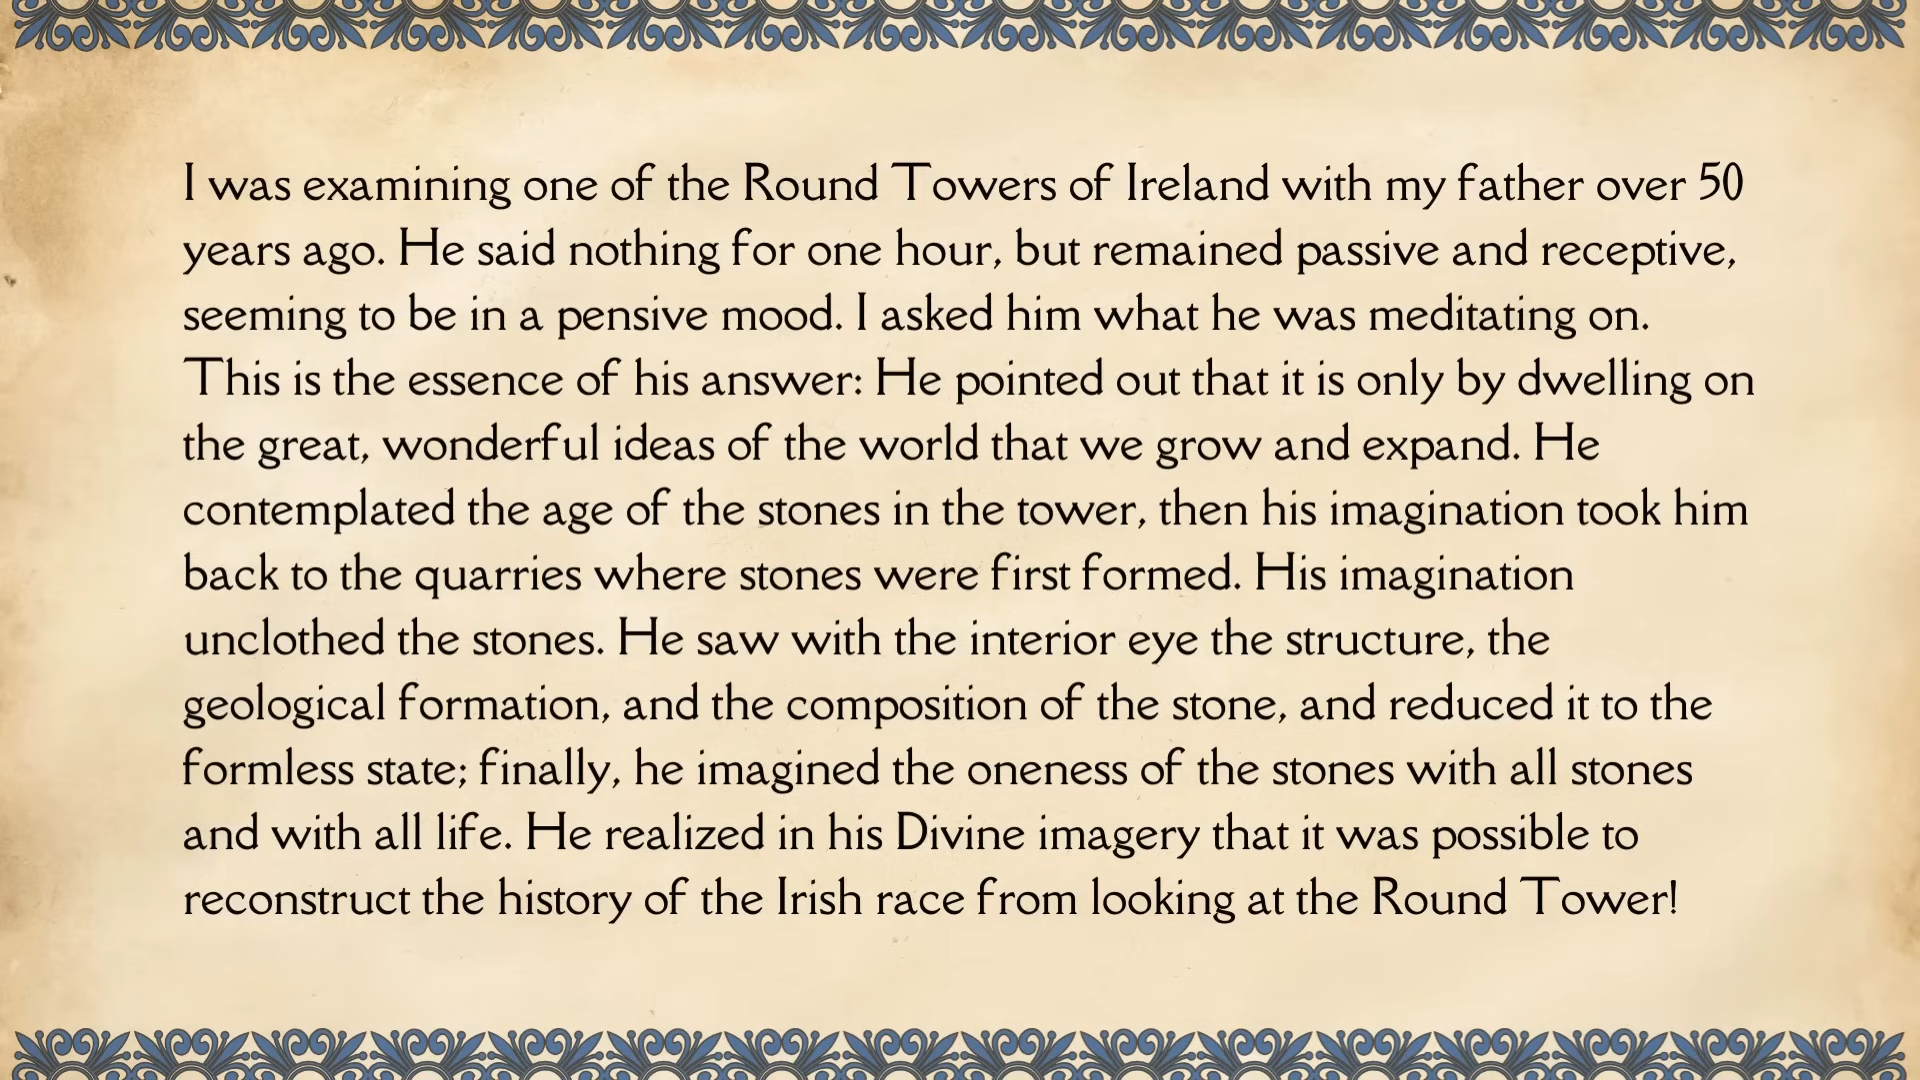 I was examining one of the Round Towers of Ireland with my father over 50
years ago. He said nothing for one hour, but remained passive and receptive,
seeming to be in a pensive mood. I asked him what he was meditating on.
This is the essence of his answer: He pointed out that it is only by dwelling on
the great, wonderful ideas of the world that we grow and expand. He
contemplated the age of the stones in the tower, then his imagination took him
back to the quarries where stones were first formed. His imagination
unclothed the stones. He saw with the interior eye the structure, the
geological formation, and the composition of the stone, and reduced it to the
formless state; finally, he imagined the oneness of the stones with all stones
and with all life. He realized in his Divine imagery that it was possible to
reconstruct the history of the Irish race from looking at the Round Tower!